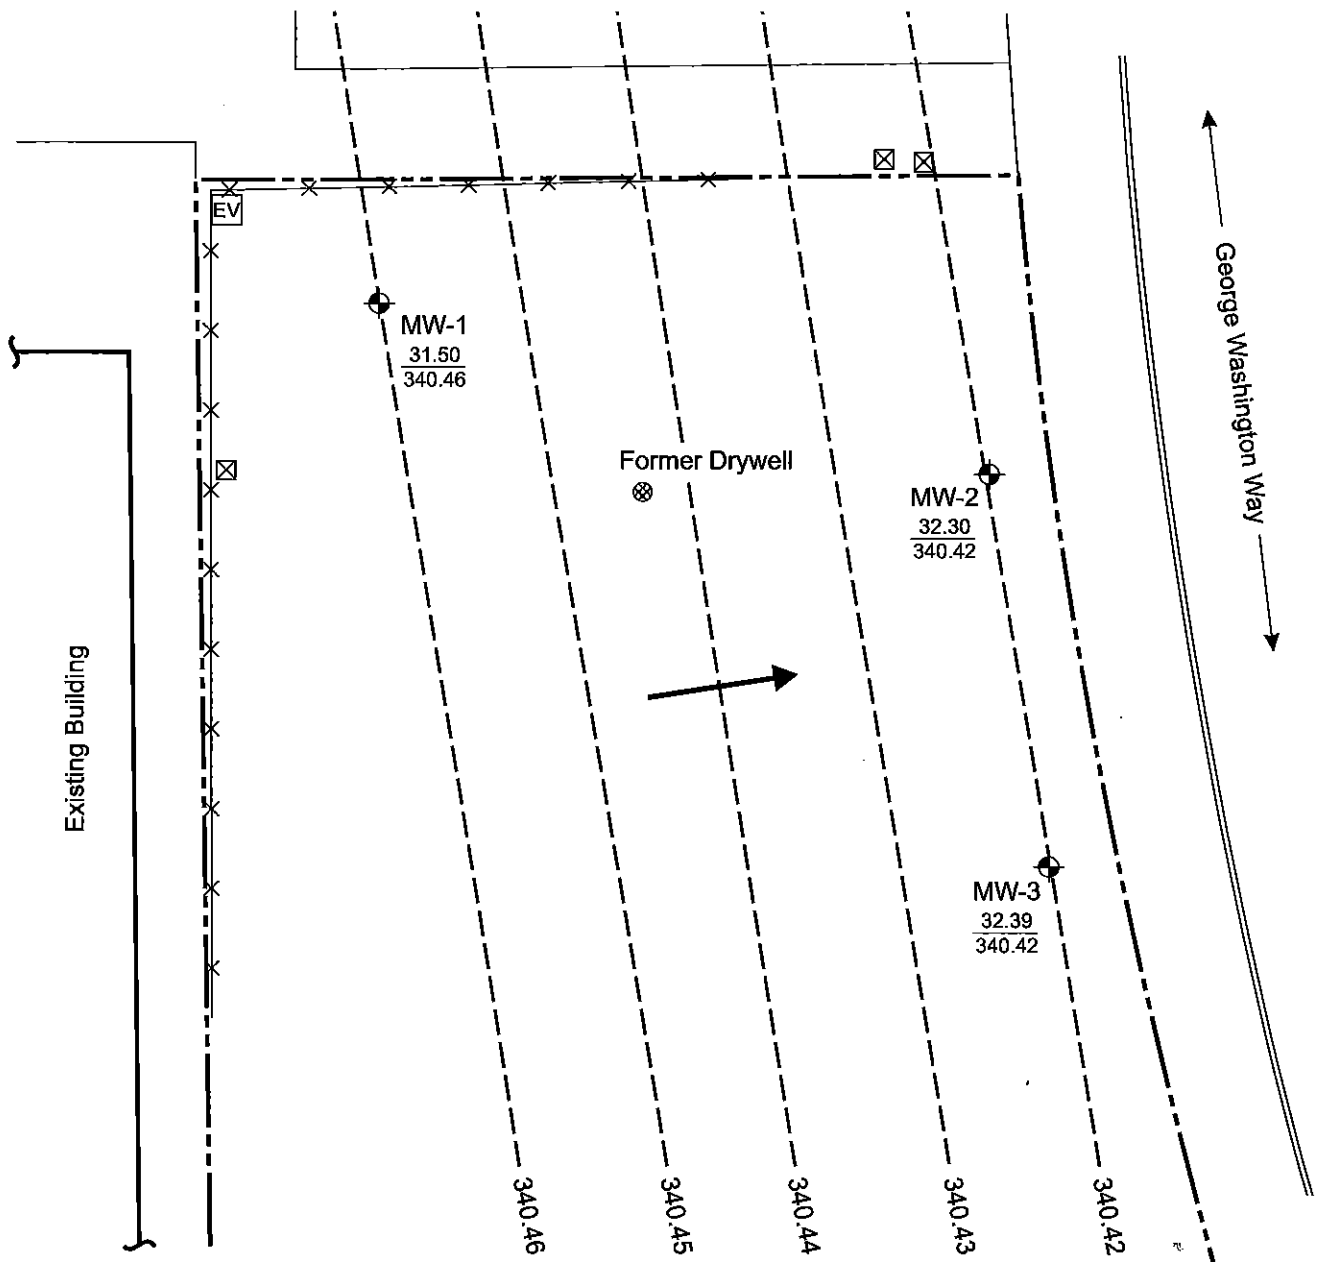 EV
George Washington Way
MW-1
31.50
340.46
Former Drywell
MW-2
32.30
340.42
Existing Building
MW-3
32.39
340.42
340.46
340.45
340.44
340.43
340.42